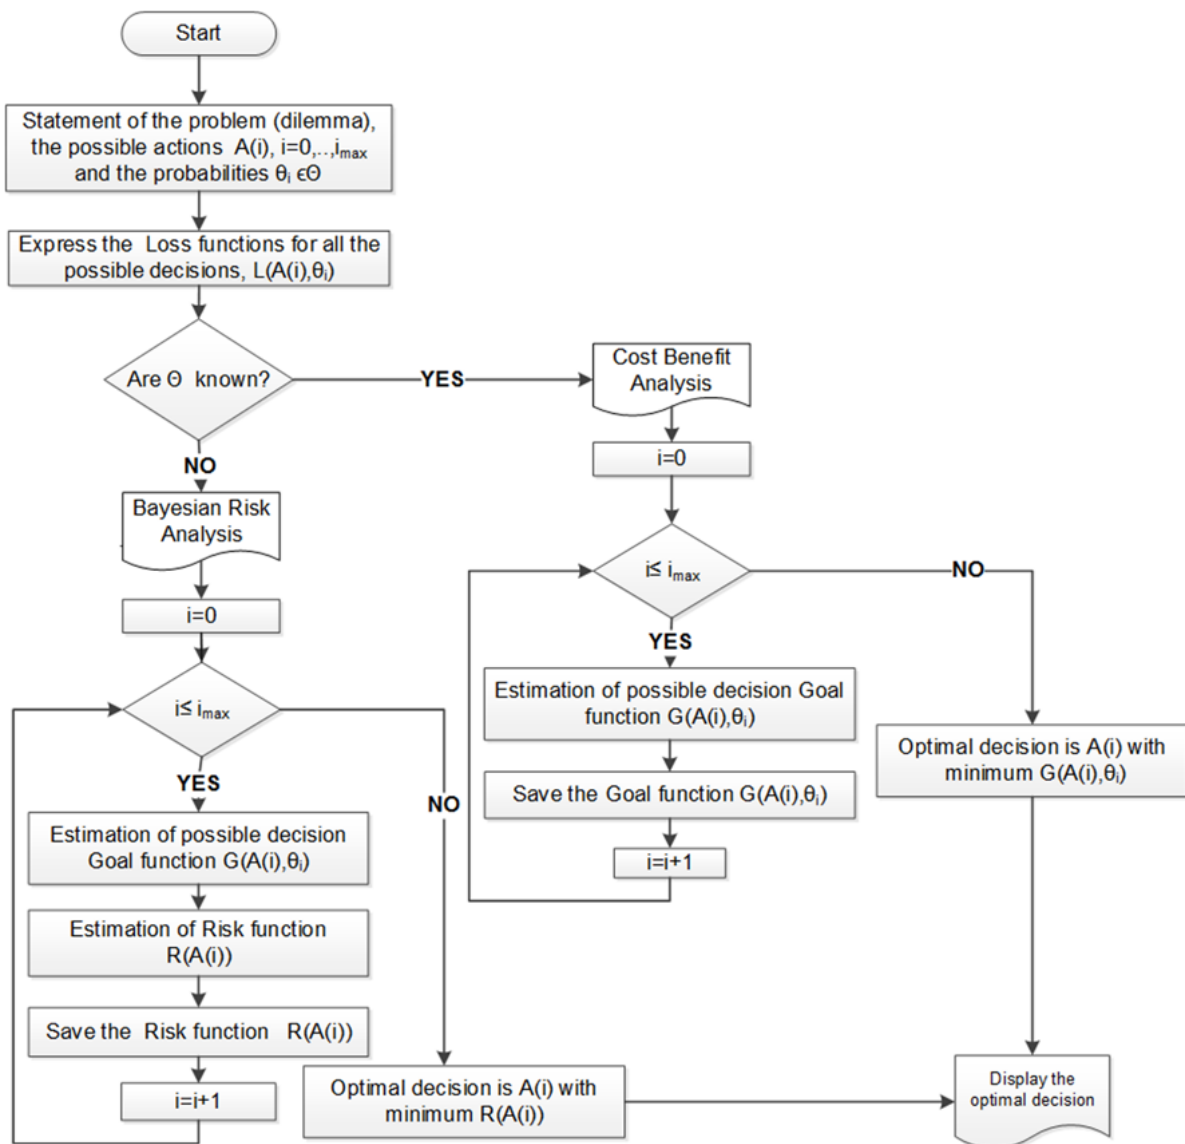 Start
Statement of the problem (dilemma),
the possible actions A(i), i=0,..,imax
and the probabilities θi ϵΘ
Express the Loss functions for all the
possible decisions, L(A(i),θi)
Are Θ known?
YES
Cost Benefit
Analysis
i=0
NO
Bayesian Risk
Analysis
i=0
i≤ imax
YES
NO
Estimation of possible decision
Goal function G(A(i),θi)
Estimation of Risk function
R(A(i))
Save the Risk function R(A(i))
i=i+1
Optimal decision is A(i) with
minimum R(A(i))
i≤ imax
NO
YES
Estimation of possible decision Goal
function G(A(i),θi)
Save the Goal function G(A(i),θi)
i=i+1
Optimal decision is A(i) with
minimum G(A(i),θi)
Display the
optimal decision